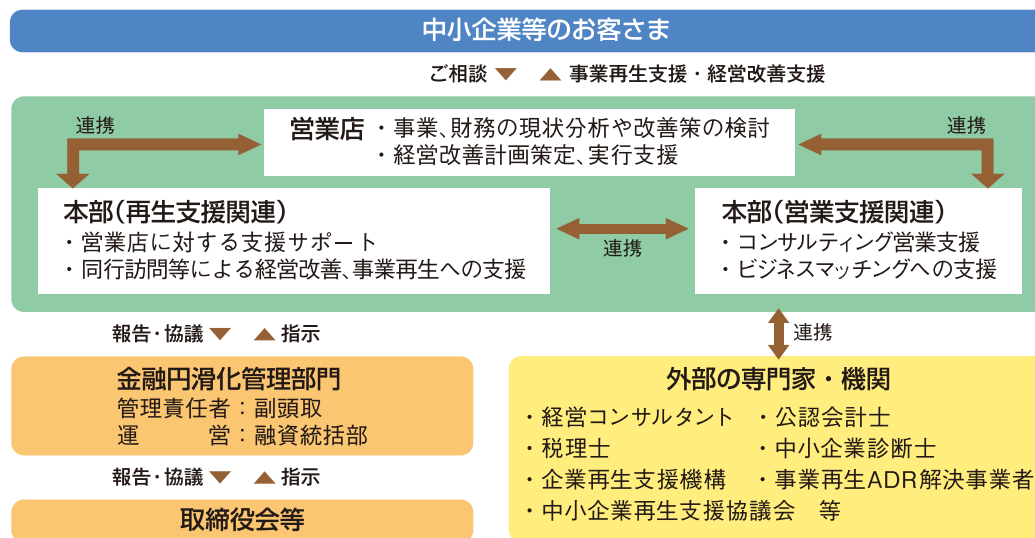 中小企業等のお客さま
ご相談▼ ▲事業再生支援・経営改善支援
連携
営業店 ・事業、財務の現状分析や改善策の検討
・経営改善計画策定、実行支援
連携
本部(再生支援関連)
・営業店に対する支援サポート
・同行訪問等による経営改善、事業再生への支援
連携
本部(営業支援関連)
・コンサルティング営業支援
・ビジネスマッチングへの支援
報告・協議▼ ▲指示
連携
金融円滑化管理部門
管理責任者：副頭取
運　　　営：融資統括部
報告・協議▼ ▲指示
取締役会等
外部の専門家・機関
・経営コンサルタント ・公認会計士
・税理士 ・中小企業診断士
・企業再生支援機構 ・事業再生ADR解決事業者
・中小企業再生支援協議会　等